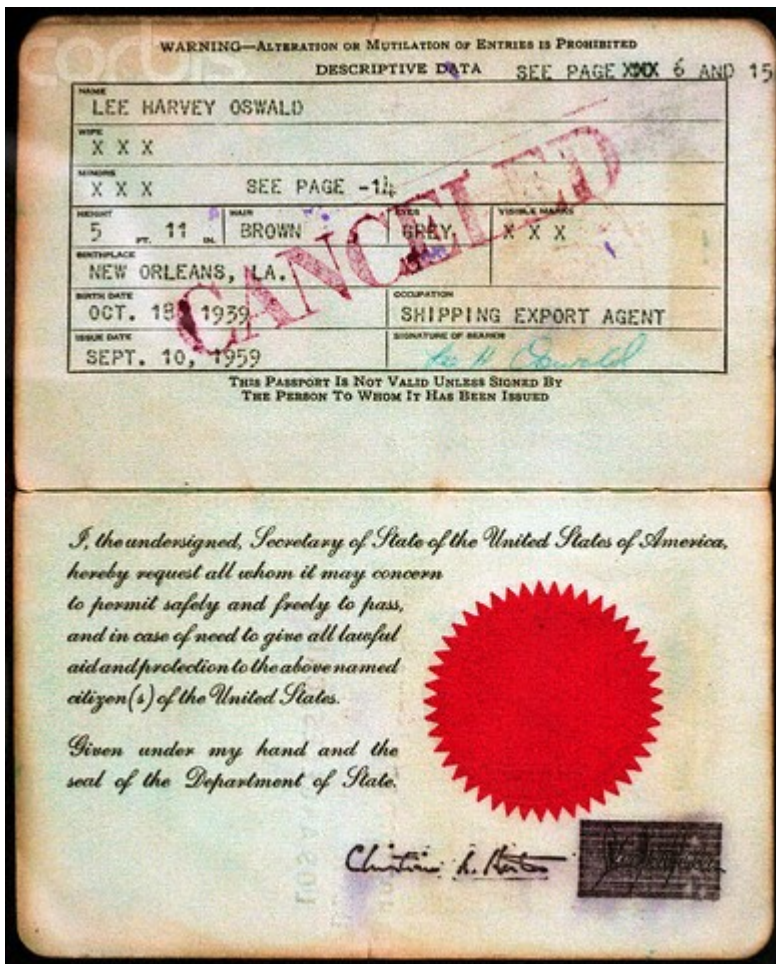 corbis
WARNING—ALTERATION OR MUTILATION OF ENTRIES IS PROHIBITED
DESCRIPTIVE DATA SEE PAGE XXX 6 AND 15
NAME
LEE HARVEY OSWALD
WIFE
X X X
MINORS
X X X SEE PAGE -14
HEIGHT HAIR EYES VISIBLE MARKS
5 FT. 11 IN. BROWN GREY X X X
BIRTHPLACE
NEW ORLEANS, LA.
BIRTH DATE OCCUPATION
OCT. 18 1939 SHIPPING EXPORT AGENT
ISSUE DATE SIGNATURE OF BEARER
SEPT. 10, 1959 Lee H Oswald
CANCELED
THIS PASSPORT IS NOT VALID UNLESS SIGNED BY
THE PERSON TO WHOM IT HAS BEEN ISSUED
I, the undersigned, Secretary of State of the United States of America,
hereby request all whom it may concern
to permit safely and freely to pass,
and in case of need to give all lawful
aid and protection to the above named
citizen(s) of the United States.
Given under my hand and the
seal of the Department of State.
Christian A. Herter